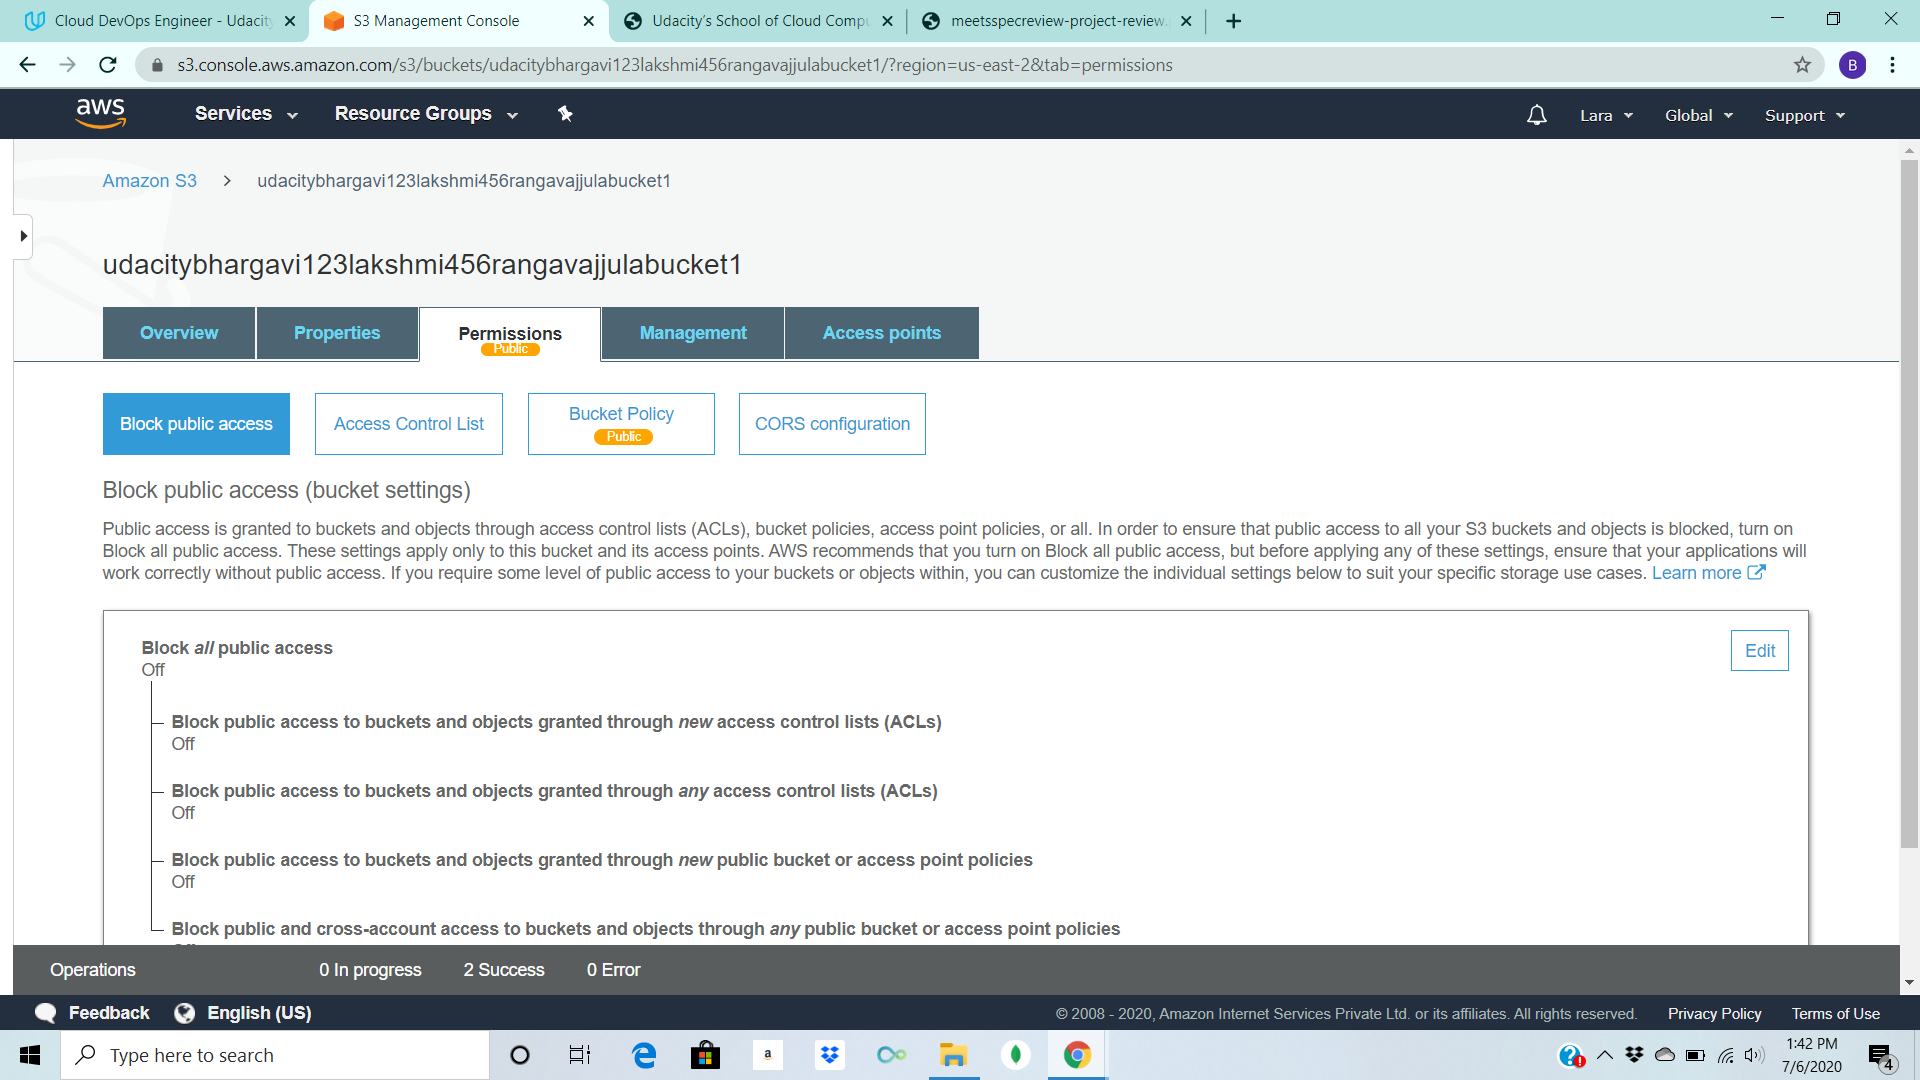 Cloud DevOps Engineer - Udacity
S3 Management Console
Udacity's School of Cloud Compu
meetsspecreview-project-review.
s3.console.aws.amazon.com/s3/buckets/udacitybhargavi123lakshmi456rangavajjulabucket1/?region=us-east-2&tab=permissions
B
aws
Services
Resource Groups
Lara
Global
Support
Amazon S3 > udacitybhargavi123lakshmi456rangavajjulabucket1
udacitybhargavi123lakshmi456rangavajjulabucket1
Overview
Properties
Permissions
Public
Management
Access points
Block public access
Access Control List
Bucket Policy
Public
CORS configuration
Block public access (bucket settings)
Public access is granted to buckets and objects through access control lists (ACLs), bucket policies, access point policies, or all. In order to ensure that public access to all your S3 buckets and objects is blocked, turn on
Block all public access. These settings apply only to this bucket and its access points. AWS recommends that you turn on Block all public access, but before applying any of these settings, ensure that your applications will
work correctly without public access. If you require some level of public access to your buckets or objects within, you can customize the individual settings below to suit your specific storage use cases. Learn more
Block all public access
Off
Edit
Block public access to buckets and objects granted through new access control lists (ACLs)
Off
Block public access to buckets and objects granted through any access control lists (ACLs)
Off
Block public access to buckets and objects granted through new public bucket or access point policies
Off
Block public and cross-account access to buckets and objects through any public bucket or access point policies
Operations
0 In progress
2 Success
0 Error
Feedback
English (US)
© 2008 - 2020, Amazon Internet Services Private Ltd. or its affiliates. All rights reserved.
Privacy Policy
Terms of Use
Type here to search
a
1:42 PM
7/6/2020
4